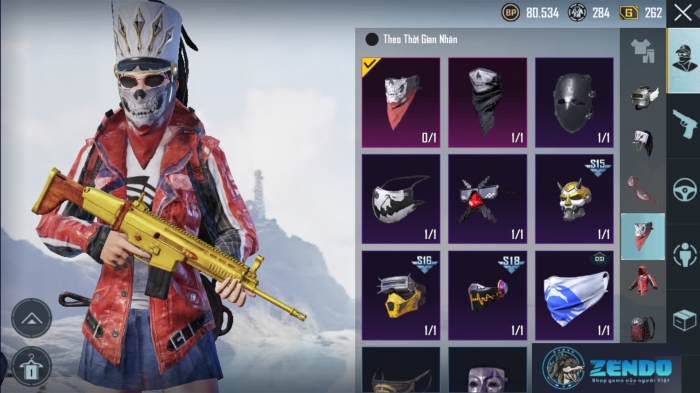 BP 80.534 284 G 262
Theo Thời Gian Nhận
0/1 1/1 1/1
S15
1/1 1/1 1/1
S16 S18
1/1 1/1 1/1
ZENDO
Shop game của người Việt